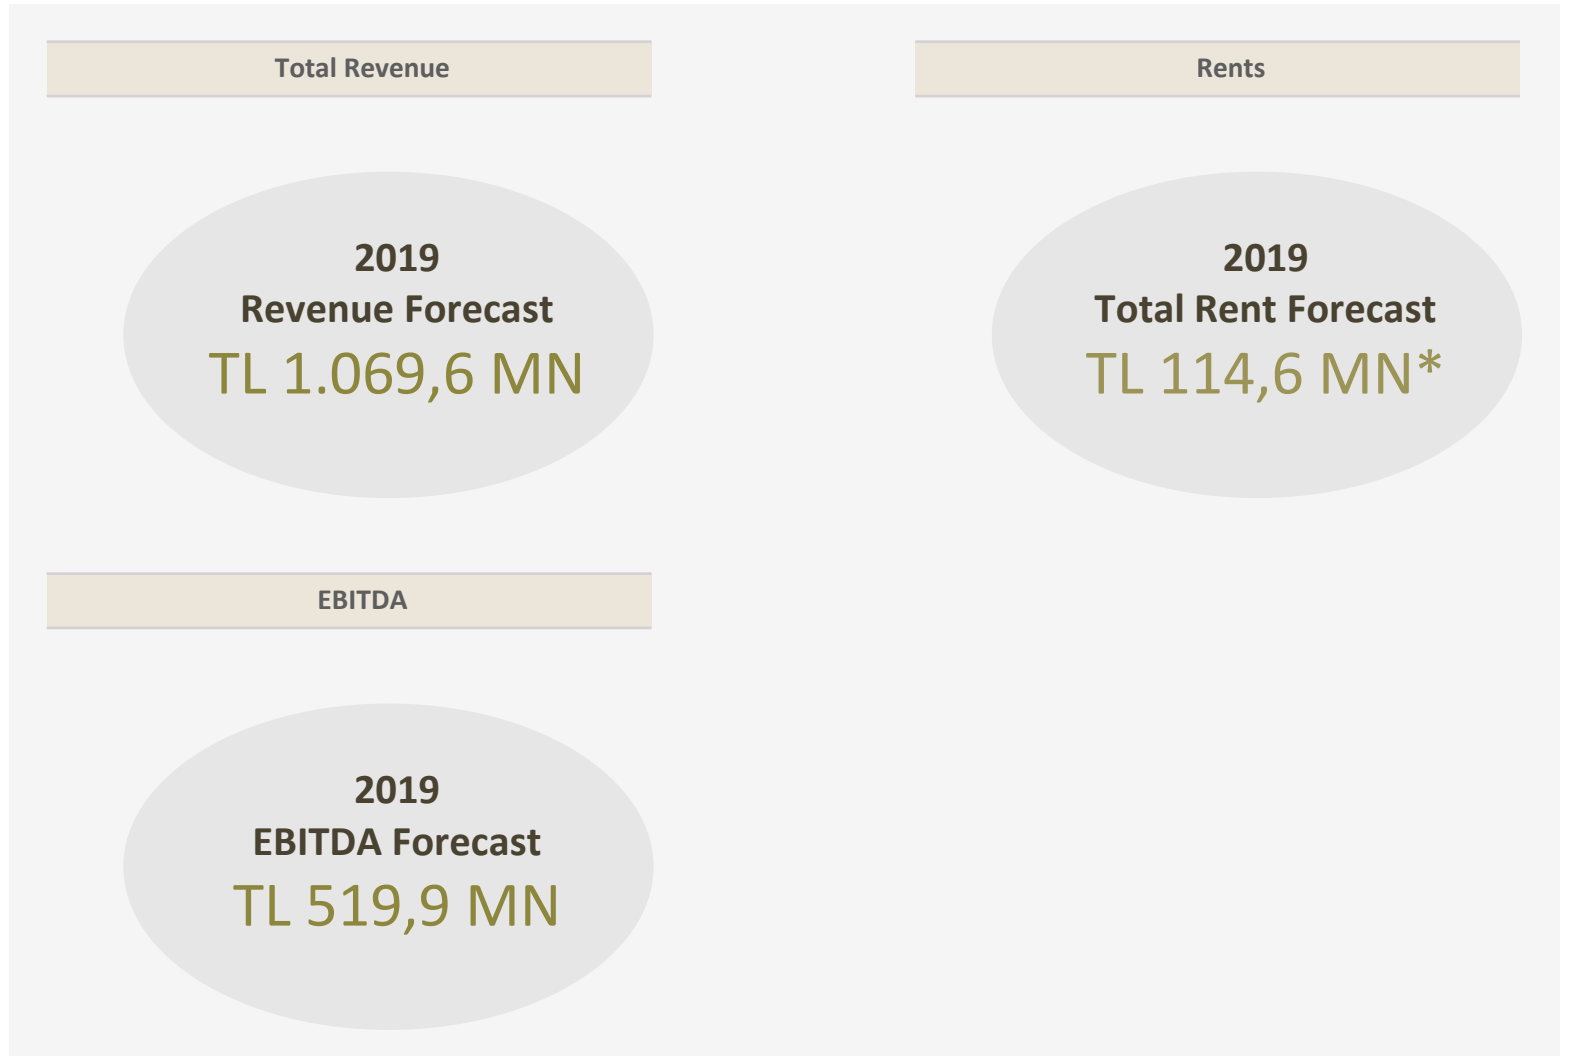 Total Revenue
2019
Revenue Forecast
TL 1.069,6 MN
Rents
2019
Total Rent Forecast
TL 114,6 MN*
EBITDA
2019
EBITDA Forecast
TL 519,9 MN